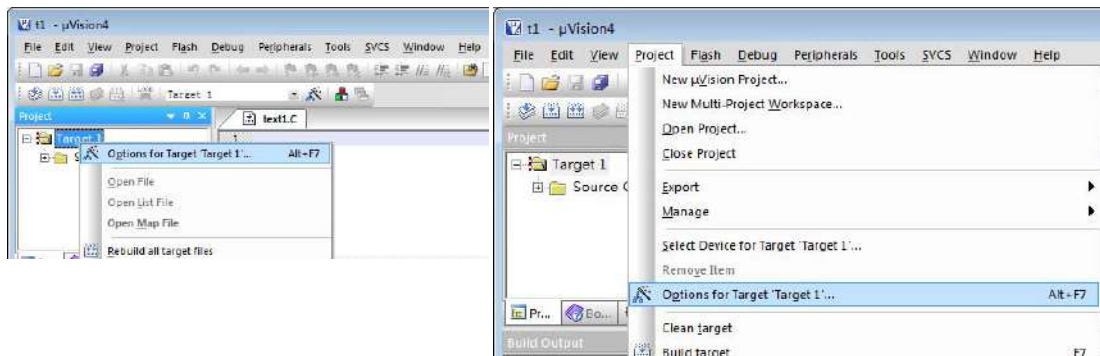 t1 - µVision4
File Edit View Project Flash Debug Peripherals Tools SVCS Window Help
Target 1
Project
text1.C
1
Target 1
Options for Target 'Target 1'... Alt+F7
Open File
Open List File
Open Map File
Rebuild all target files
t1 - µVision4
File Edit View Project Flash Debug Peripherals Tools SVCS Window Help
New µVision Project...
New Multi-Project Workspace...
Open Project...
Close Project
Export
Manage
Select Device for Target 'Target 1'...
Remove Item
Options for Target 'Target 1'... Alt+F7
Clean target
Build target F7
Project
Target 1
Source
Pr... Bo...
Build Output